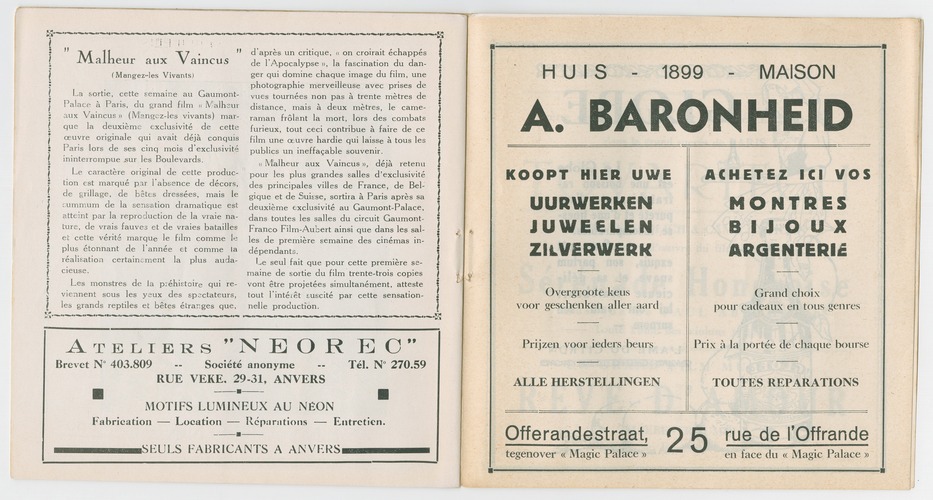 " Malheur aux Vaincus "
(Mangez-les Vivants)
La sortie, cette semaine au Gaumont-
Palace à Paris, du grand film « Malheur
aux Vaincus » (Mangez-les vivants) mar-
que la deuxième exclusivité de cette
œuvre originale qui avait déjà conquis
Paris lors de ses cinq mois d'exclusivité
ininterrompue sur les Boulevards.
Le caractère original de cette produc-
tion est marqué par l'absence de décors,
de grillage, de bêtes dressées, mais le
summum de la sensation dramatique est
atteint par la reproduction de la vraie na-
ture, de vrais fauves et de vraies batailles
et cette vérité marque le film comme le
plus étonnant de l'année et comme la
réalisation certainement la plus auda-
cieuse.
Les monstres de la préhistoire qui re-
viennent sous les yeux des spectateurs,
les grands reptiles et bêtes étranges que,
d'après un critique, « on croirait échappés
de l'Apocalypse », la fascination du dan-
ger qui domine chaque image du film, une
photographie merveilleuse avec prises de
vues tournées non pas à trente mètres de
distance, mais à deux mètres, le came-
raman frôlant la mort, lors des combats
furieux, tout ceci contribue à faire de ce
film une œuvre hardie qui laisse à tous les
publics un ineffaçable souvenir.
« Malheur aux Vaincus », déjà retenu
pour les plus grandes salles d'exclusivité
des principales villes de France, de Bel-
gique et de Suisse, sortira à Paris après sa
deuxième exclusivité au Gaumont-Palace,
dans toutes les salles du circuit Gaumont-
Franco Film-Aubert ainsi que dans les sal-
les de première semaine des cinémas in-
dépendants.
Le seul fait que pour cette première se-
maine de sortie du film trente-trois copies
vont être projetées simultanément, atteste
tout l'intérêt suscité par cette sensation-
nelle production.
ATELIERS "NEOREC"
Brevet N° 403.809 -- Société anonyme -- Tél. N° 270.59
RUE VEKE. 29-31, ANVERS
MOTIFS LUMINEUX AU NÉON
Fabrication — Location — Réparations — Entretien.
SEULS FABRICANTS A ANVERS
HUIS - 1899 - MAISON
A. BARONHEID
KOOPT HIER UWE
UURWERKEN
JUWEELEN
ZILVERWERK
Overgroote keus
voor geschenken aller aard
Prijzen voor ieders beurs
ALLE HERSTELLINGEN
ACHETEZ ICI VOS
MONTRES
BIJOUX
ARGENTERIE
Grand choix
pour cadeaux en tous genres
Prix à la portée de chaque bourse
TOUTES REPARATIONS
Offerandestraat, 25 rue de l'Offrande
tegenover « Magic Palace » en face du « Magic Palace »